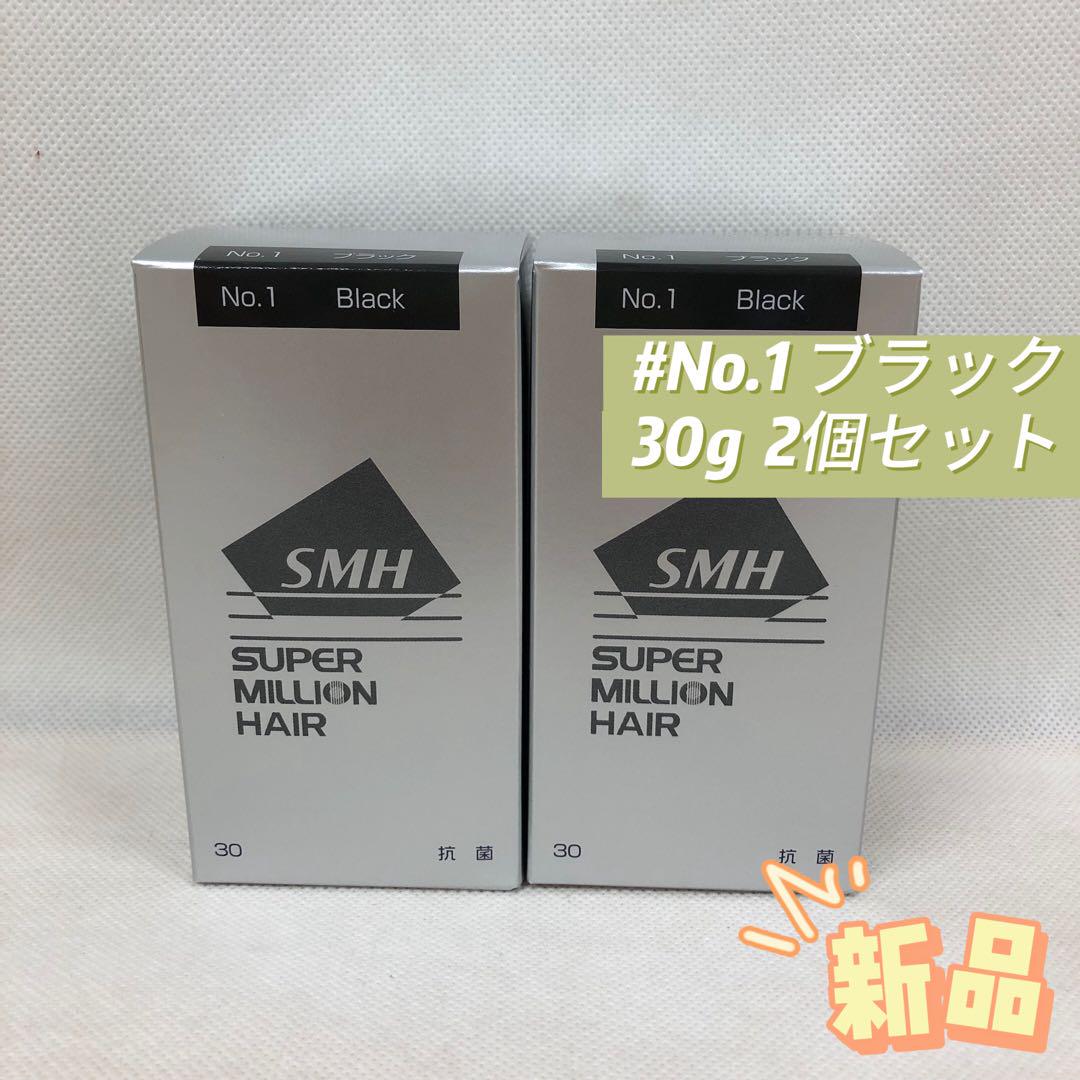 No.1 ブラック
No.1 Black
SMH
SUPER
MILLION
HAIR
30 抗菌
No.1 ブラック
No.1 Black
#No.1 ブラック
30g 2個セット
SMH
SUPER
MILLION
HAIR
30 抗菌
新品